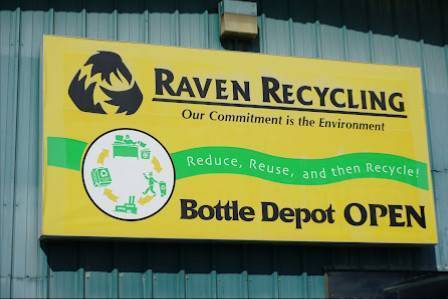 RAVEN RECYCLING
Our Commitment is the Environment
Reduce, Reuse, and then Recycle!
Bottle Depot OPEN